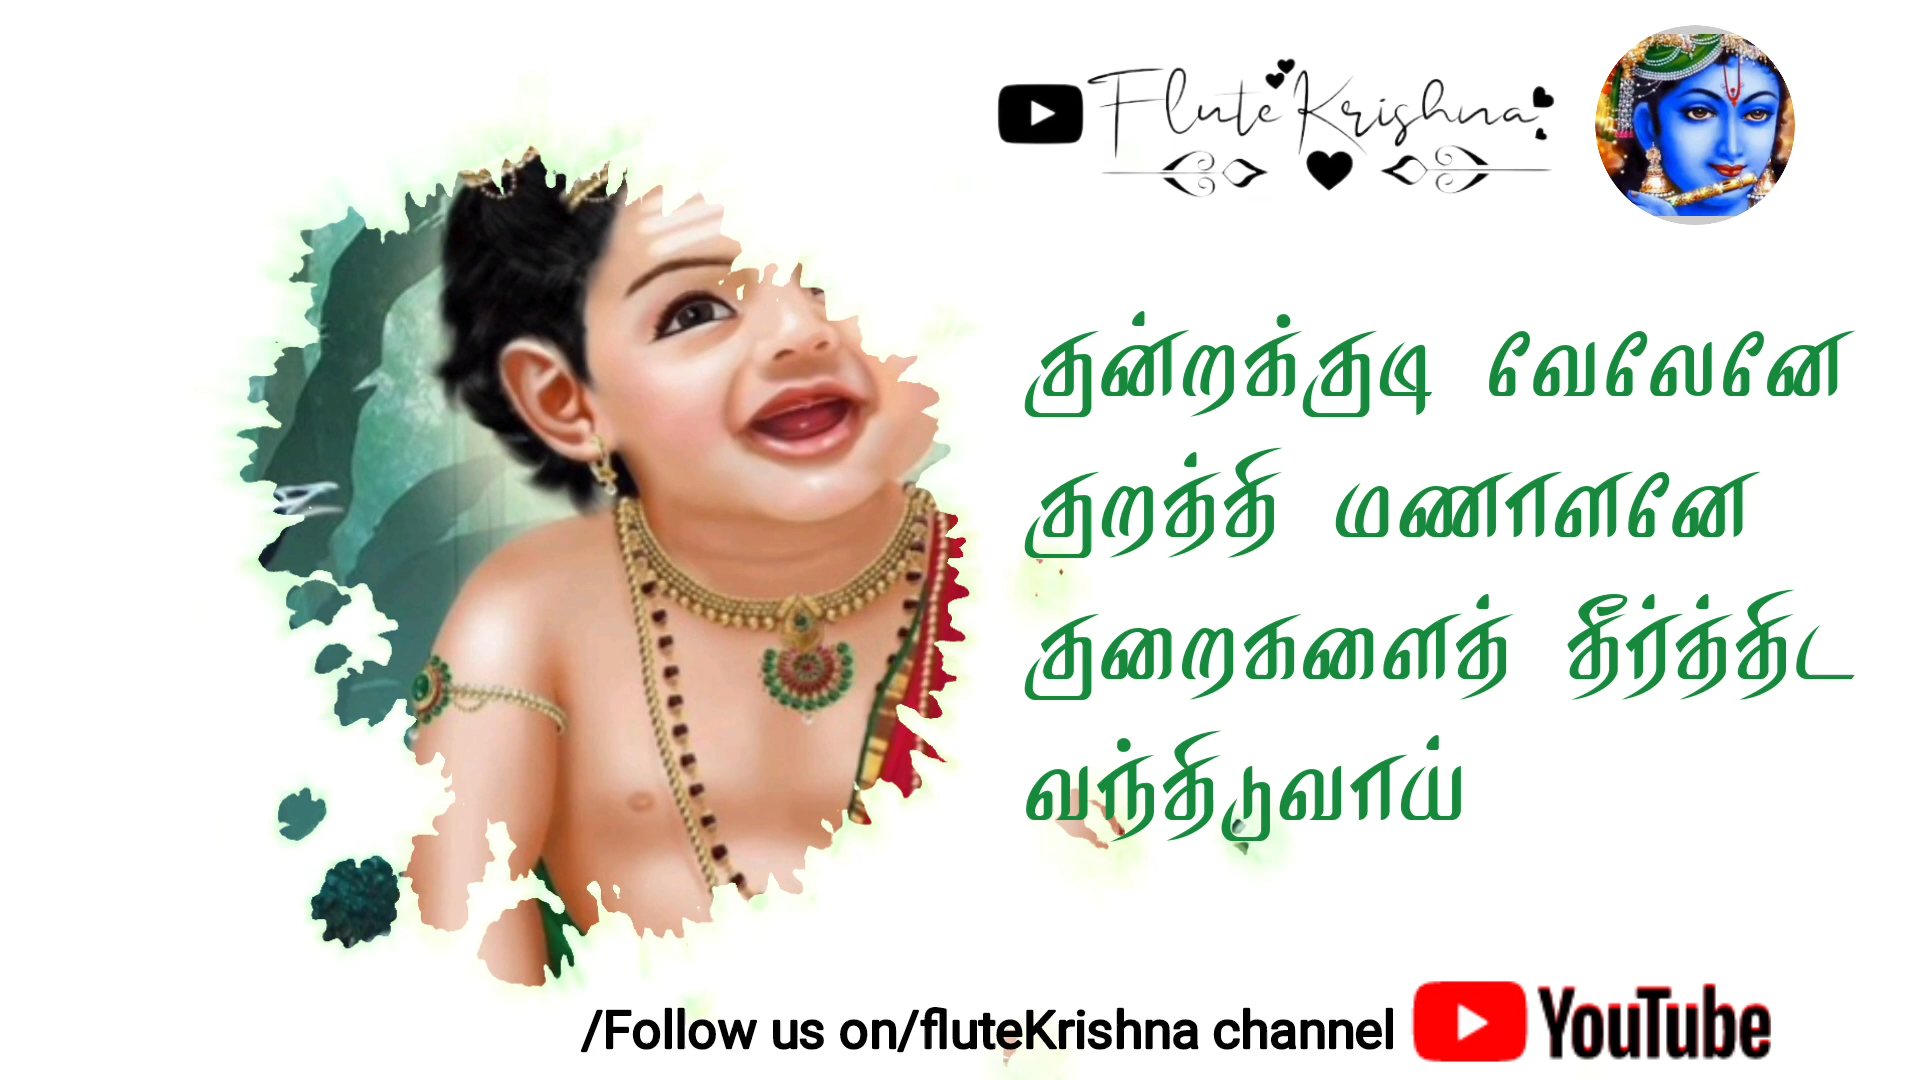 Flute Krishna
குன்றக்குடி வேலேனே
குறத்தி மணாளனே
குறைகளைத் தீர்த்திட
வந்திடுவாய்
/Follow us on/fluteKrishna channel YouTube